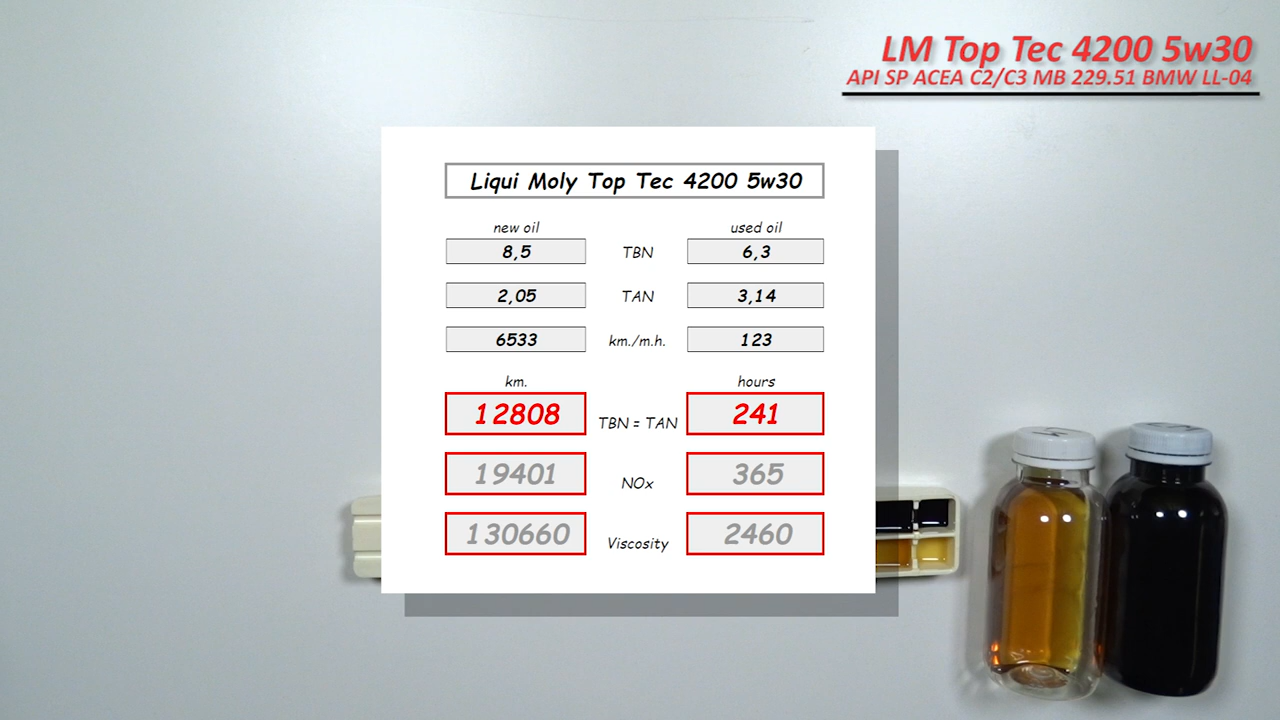 LM Top Tec 4200 5w30
API SP ACEA C2/C3 MB 229.51 BMW LL-04
Liqui Moly Top Tec 4200 5w30
new oil used oil
8,5 TBN 6,3
2,05 TAN 3,14
6533 km./m.h. 123
km. hours
12808 TBN = TAN 241
19401 NOx 365
130660 Viscosity 2460